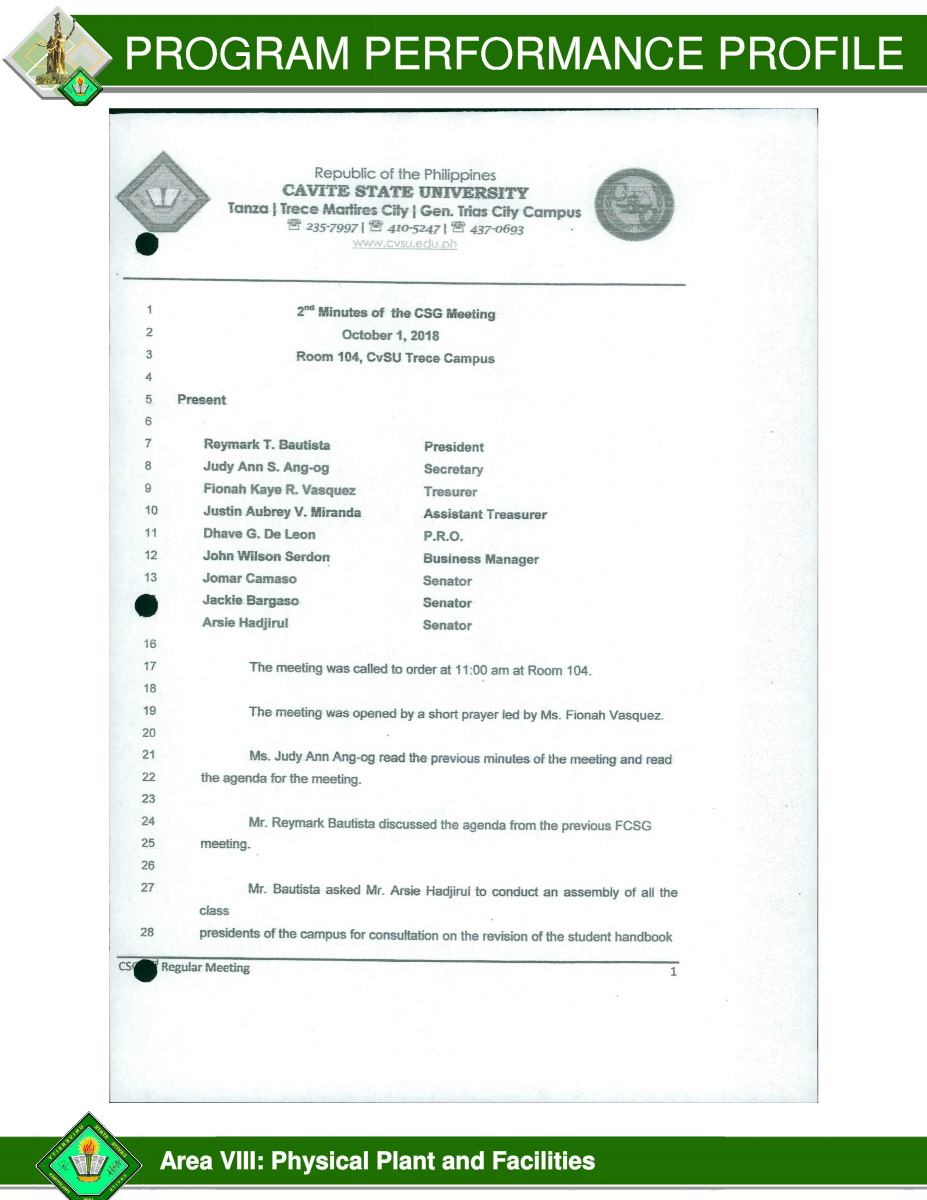 PROGRAM PERFORMANCE PROFILE
Republic of the Philippines
CAVITE STATE UNIVERSITY
Tanza | Trece Martires City | Gen. Trias City Campus
☏ 235-7997 | ☏ 410-5247 | ☏ 437-0693
www.cvsu.edu.ph
1 2nd Minutes of the CSG Meeting
2 October 1, 2018
3 Room 104, CvSU Trece Campus
4
5 Present
6
7 Reymark T. Bautista President
8 Judy Ann S. Ang-og Secretary
9 Fionah Kaye R. Vasquez Tresurer
10 Justin Aubrey V. Miranda Assistant Treasurer
11 Dhave G. De Leon P.R.O.
12 John Wilson Serdon Business Manager
13 Jomar Camaso Senator
Jackie Bargaso Senator
Arsie Hadjirul Senator
16
17 The meeting was called to order at 11:00 am at Room 104.
18
19 The meeting was opened by a short prayer led by Ms. Fionah Vasquez.
20
21 Ms. Judy Ann Ang-og read the previous minutes of the meeting and read
22 the agenda for the meeting.
23
24 Mr. Reymark Bautista discussed the agenda from the previous FCSG
25 meeting.
26
27 Mr. Bautista asked Mr. Arsie Hadjirul to conduct an assembly of all the
class
28 presidents of the campus for consultation on the revision of the student handbook
Regular Meeting 1
Area VIII: Physical Plant and Facilities